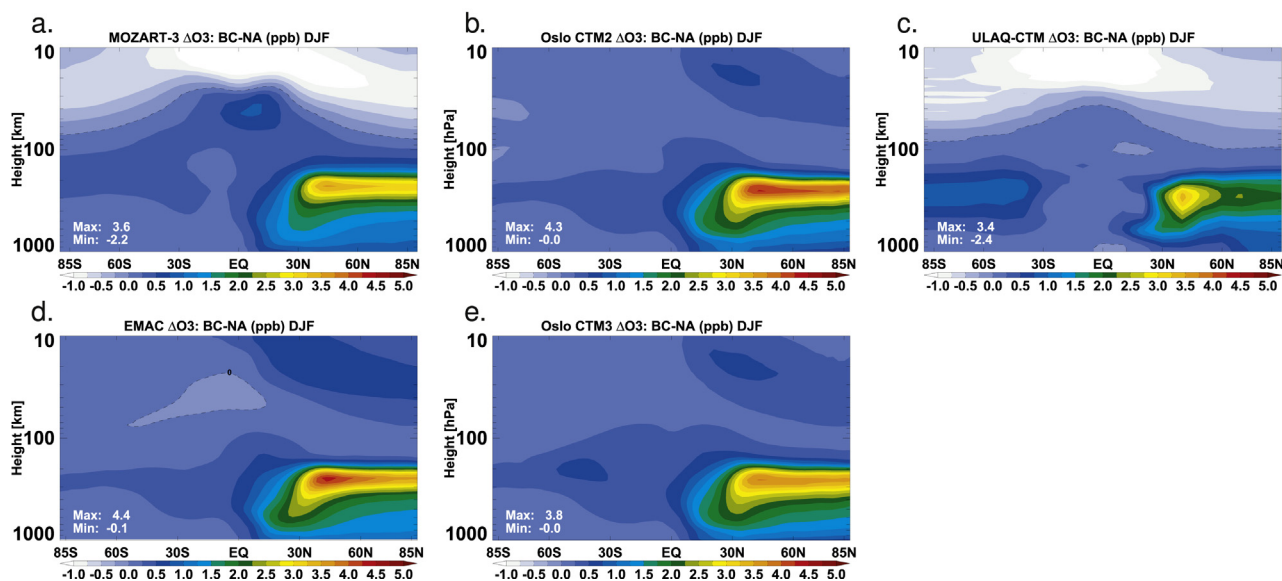 a.
MOZART-3 ΔO3: BC-NA (ppb) DJF
10
100
1000
Height [km]
Max: 3.6
Min: -2.2
85S 60S 30S EQ 30N 60N 85N
-1.0 -0.5 0.0 0.5 1.0 1.5 2.0 2.5 3.0 3.5 4.0 4.5 5.0
b.
Oslo CTM2 ΔO3: BC-NA (ppb) DJF
10
100
1000
Height [hPa]
Max: 4.3
Min: -0.0
85S 60S 30S EQ 30N 60N 85N
-1.0 -0.5 0.0 0.5 1.0 1.5 2.0 2.5 3.0 3.5 4.0 4.5 5.0
c.
ULAQ-CTM ΔO3: BC-NA (ppb) DJF
10
100
1000
Height [km]
Max: 3.4
Min: -2.4
85S 60S 30S EQ 30N 60N 85N
-1.0 -0.5 0.0 0.5 1.0 1.5 2.0 2.5 3.0 3.5 4.0 4.5 5.0
d.
EMAC ΔO3: BC-NA (ppb) DJF
10
100
1000
Height [km]
0
Max: 4.4
Min: -0.1
85S 60S 30S EQ 30N 60N 85N
-1.0 -0.5 0.0 0.5 1.0 1.5 2.0 2.5 3.0 3.5 4.0 4.5 5.0
e.
Oslo CTM3 ΔO3: BC-NA (ppb) DJF
10
100
1000
Height [hPa]
Max: 3.8
Min: -0.0
85S 60S 30S EQ 30N 60N 85N
-1.0 -0.5 0.0 0.5 1.0 1.5 2.0 2.5 3.0 3.5 4.0 4.5 5.0